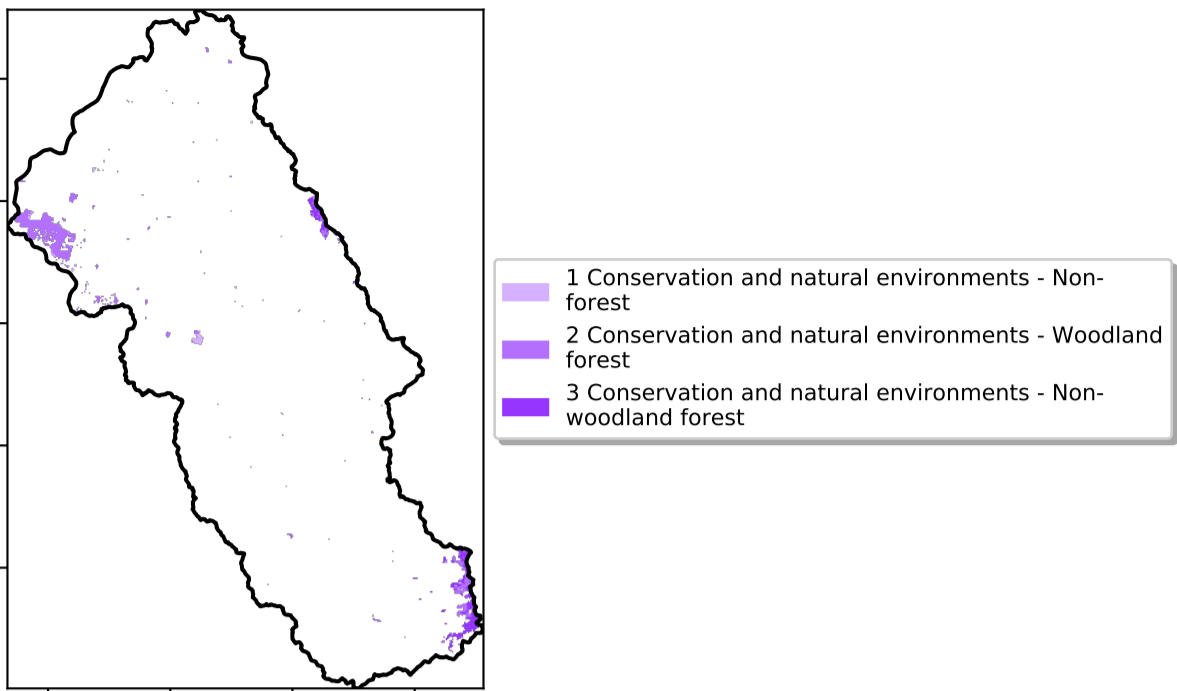 1 Conservation and natural environments - Non-
forest
2 Conservation and natural environments - Woodland
forest
3 Conservation and natural environments - Non-
woodland forest